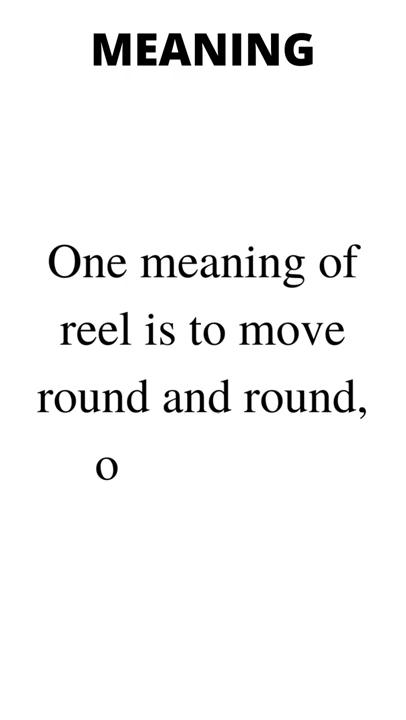 MEANING
One meaning of
reel is to move
round and round,
o